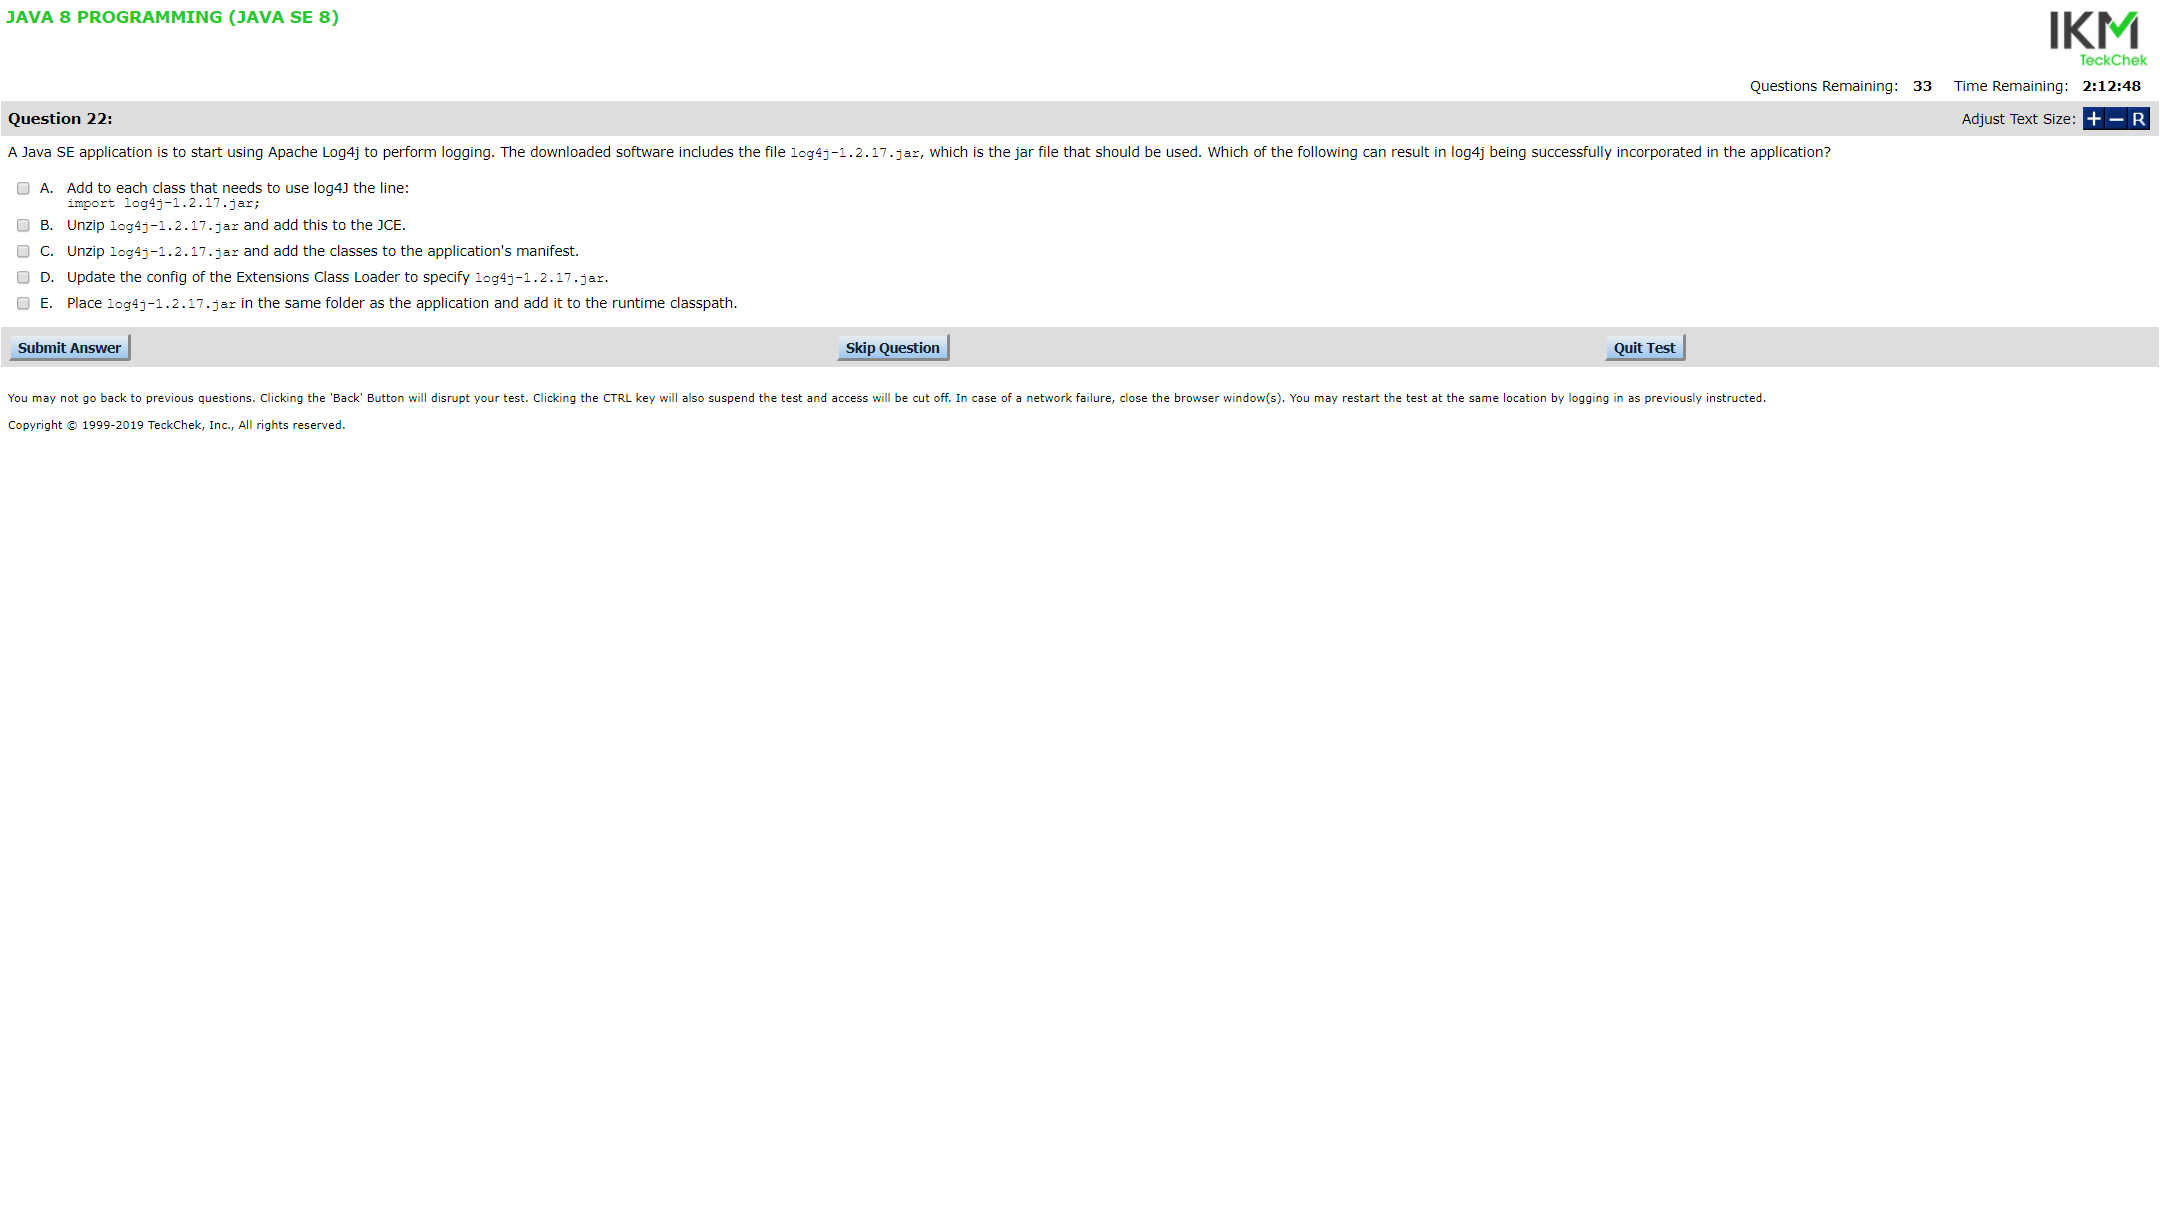 JAVA 8 PROGRAMMING (JAVA SE 8)
IKM
TeckChek
Questions Remaining: 33 Time Remaining: 2:12:48
Question 22:
Adjust Text Size: + − R
A Java SE application is to start using Apache Log4j to perform logging. The downloaded software includes the file log4j-1.2.17.jar, which is the jar file that should be used. Which of the following can result in log4j being successfully incorporated in the application?
A. Add to each class that needs to use log4J the line:
import log4j-1.2.17.jar;
B. Unzip log4j-1.2.17.jar and add this to the JCE.
C. Unzip log4j-1.2.17.jar and add the classes to the application's manifest.
D. Update the config of the Extensions Class Loader to specify log4j-1.2.17.jar.
E. Place log4j-1.2.17.jar in the same folder as the application and add it to the runtime classpath.
Submit Answer Skip Question Quit Test
You may not go back to previous questions. Clicking the 'Back' Button will disrupt your test. Clicking the CTRL key will also suspend the test and access will be cut off. In case of a network failure, close the browser window(s). You may restart the test at the same location by logging in as previously instructed.
Copyright © 1999-2019 TeckChek, Inc., All rights reserved.